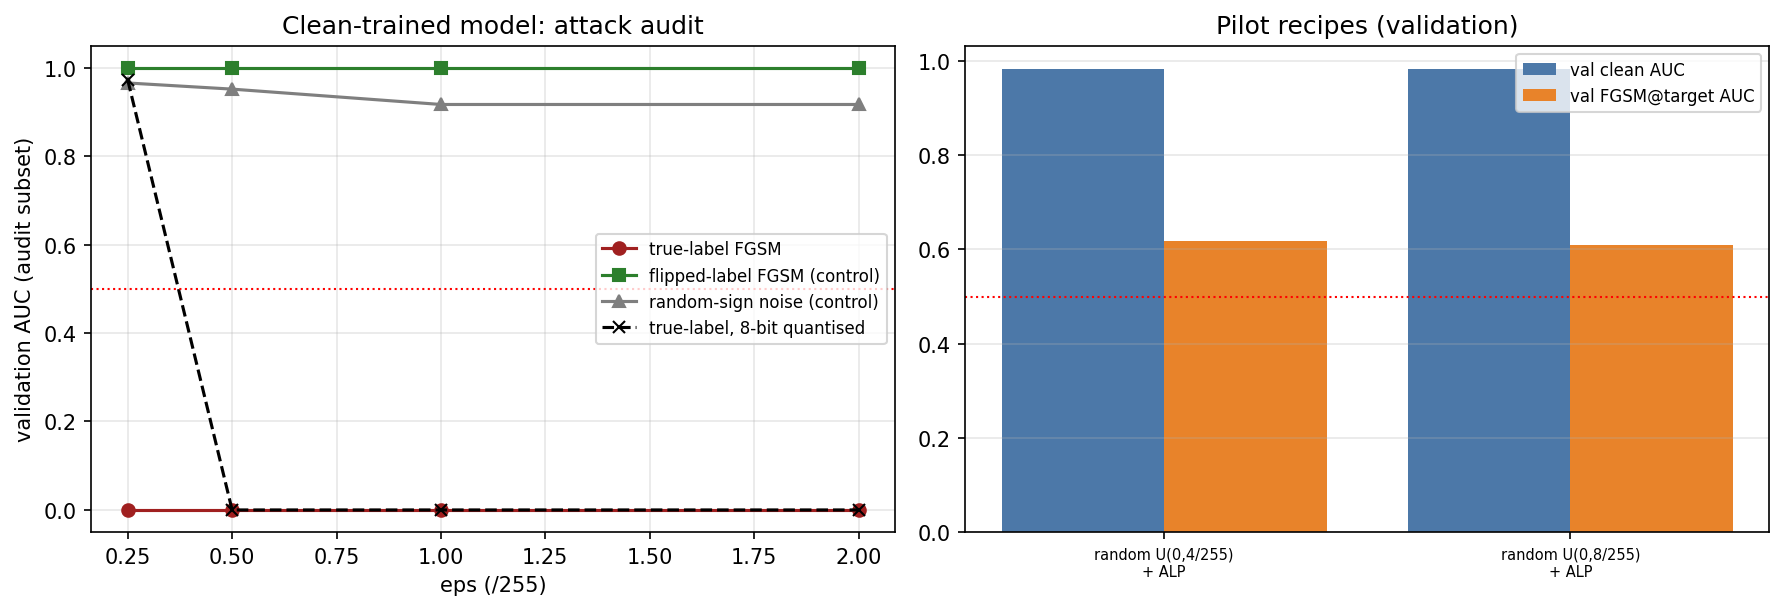 Clean-trained model: attack audit
validation AUC (audit subset)
1.0
0.8
0.6
0.4
0.2
0.0
true-label FGSM
flipped-label FGSM (control)
random-sign noise (control)
true-label, 8-bit quantised
0.25 0.50 0.75 1.00 1.25 1.50 1.75 2.00
eps (/255)
Pilot recipes (validation)
1.0
0.8
0.6
0.4
0.2
0.0
val clean AUC
val FGSM@target AUC
random U(0,4/255)
+ ALP
random U(0,8/255)
+ ALP